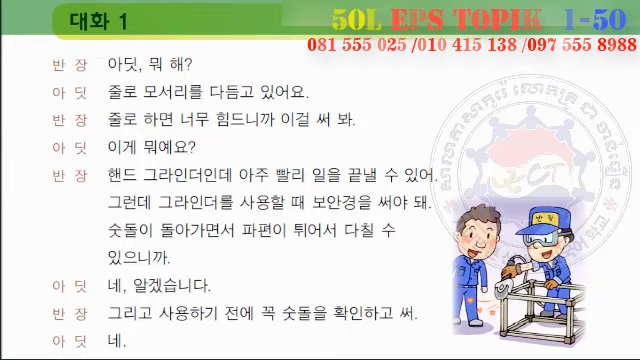 대화 1
50L EPS TOPIK 1-50
081 555 025 /010 415 138 /097 555 8988
반 장 아딧, 뭐 해?
아 딧 줄로 모서리를 다듬고 있어요.
반 장 줄로 하면 너무 힘드니까 이걸 써 봐.
아 딧 이게 뭐예요?
반 장 핸드 그라인더인데 아주 빨리 일을 끝낼 수 있어.
그런데 그라인더를 사용할 때 보안경을 써야 돼.
숫돌이 돌아가면서 파편이 튀어서 다칠 수
있으니까.
아 딧 네, 알겠습니다.
반 장 그리고 사용하기 전에 꼭 숫돌을 확인하고 써.
아 딧 네.
반장